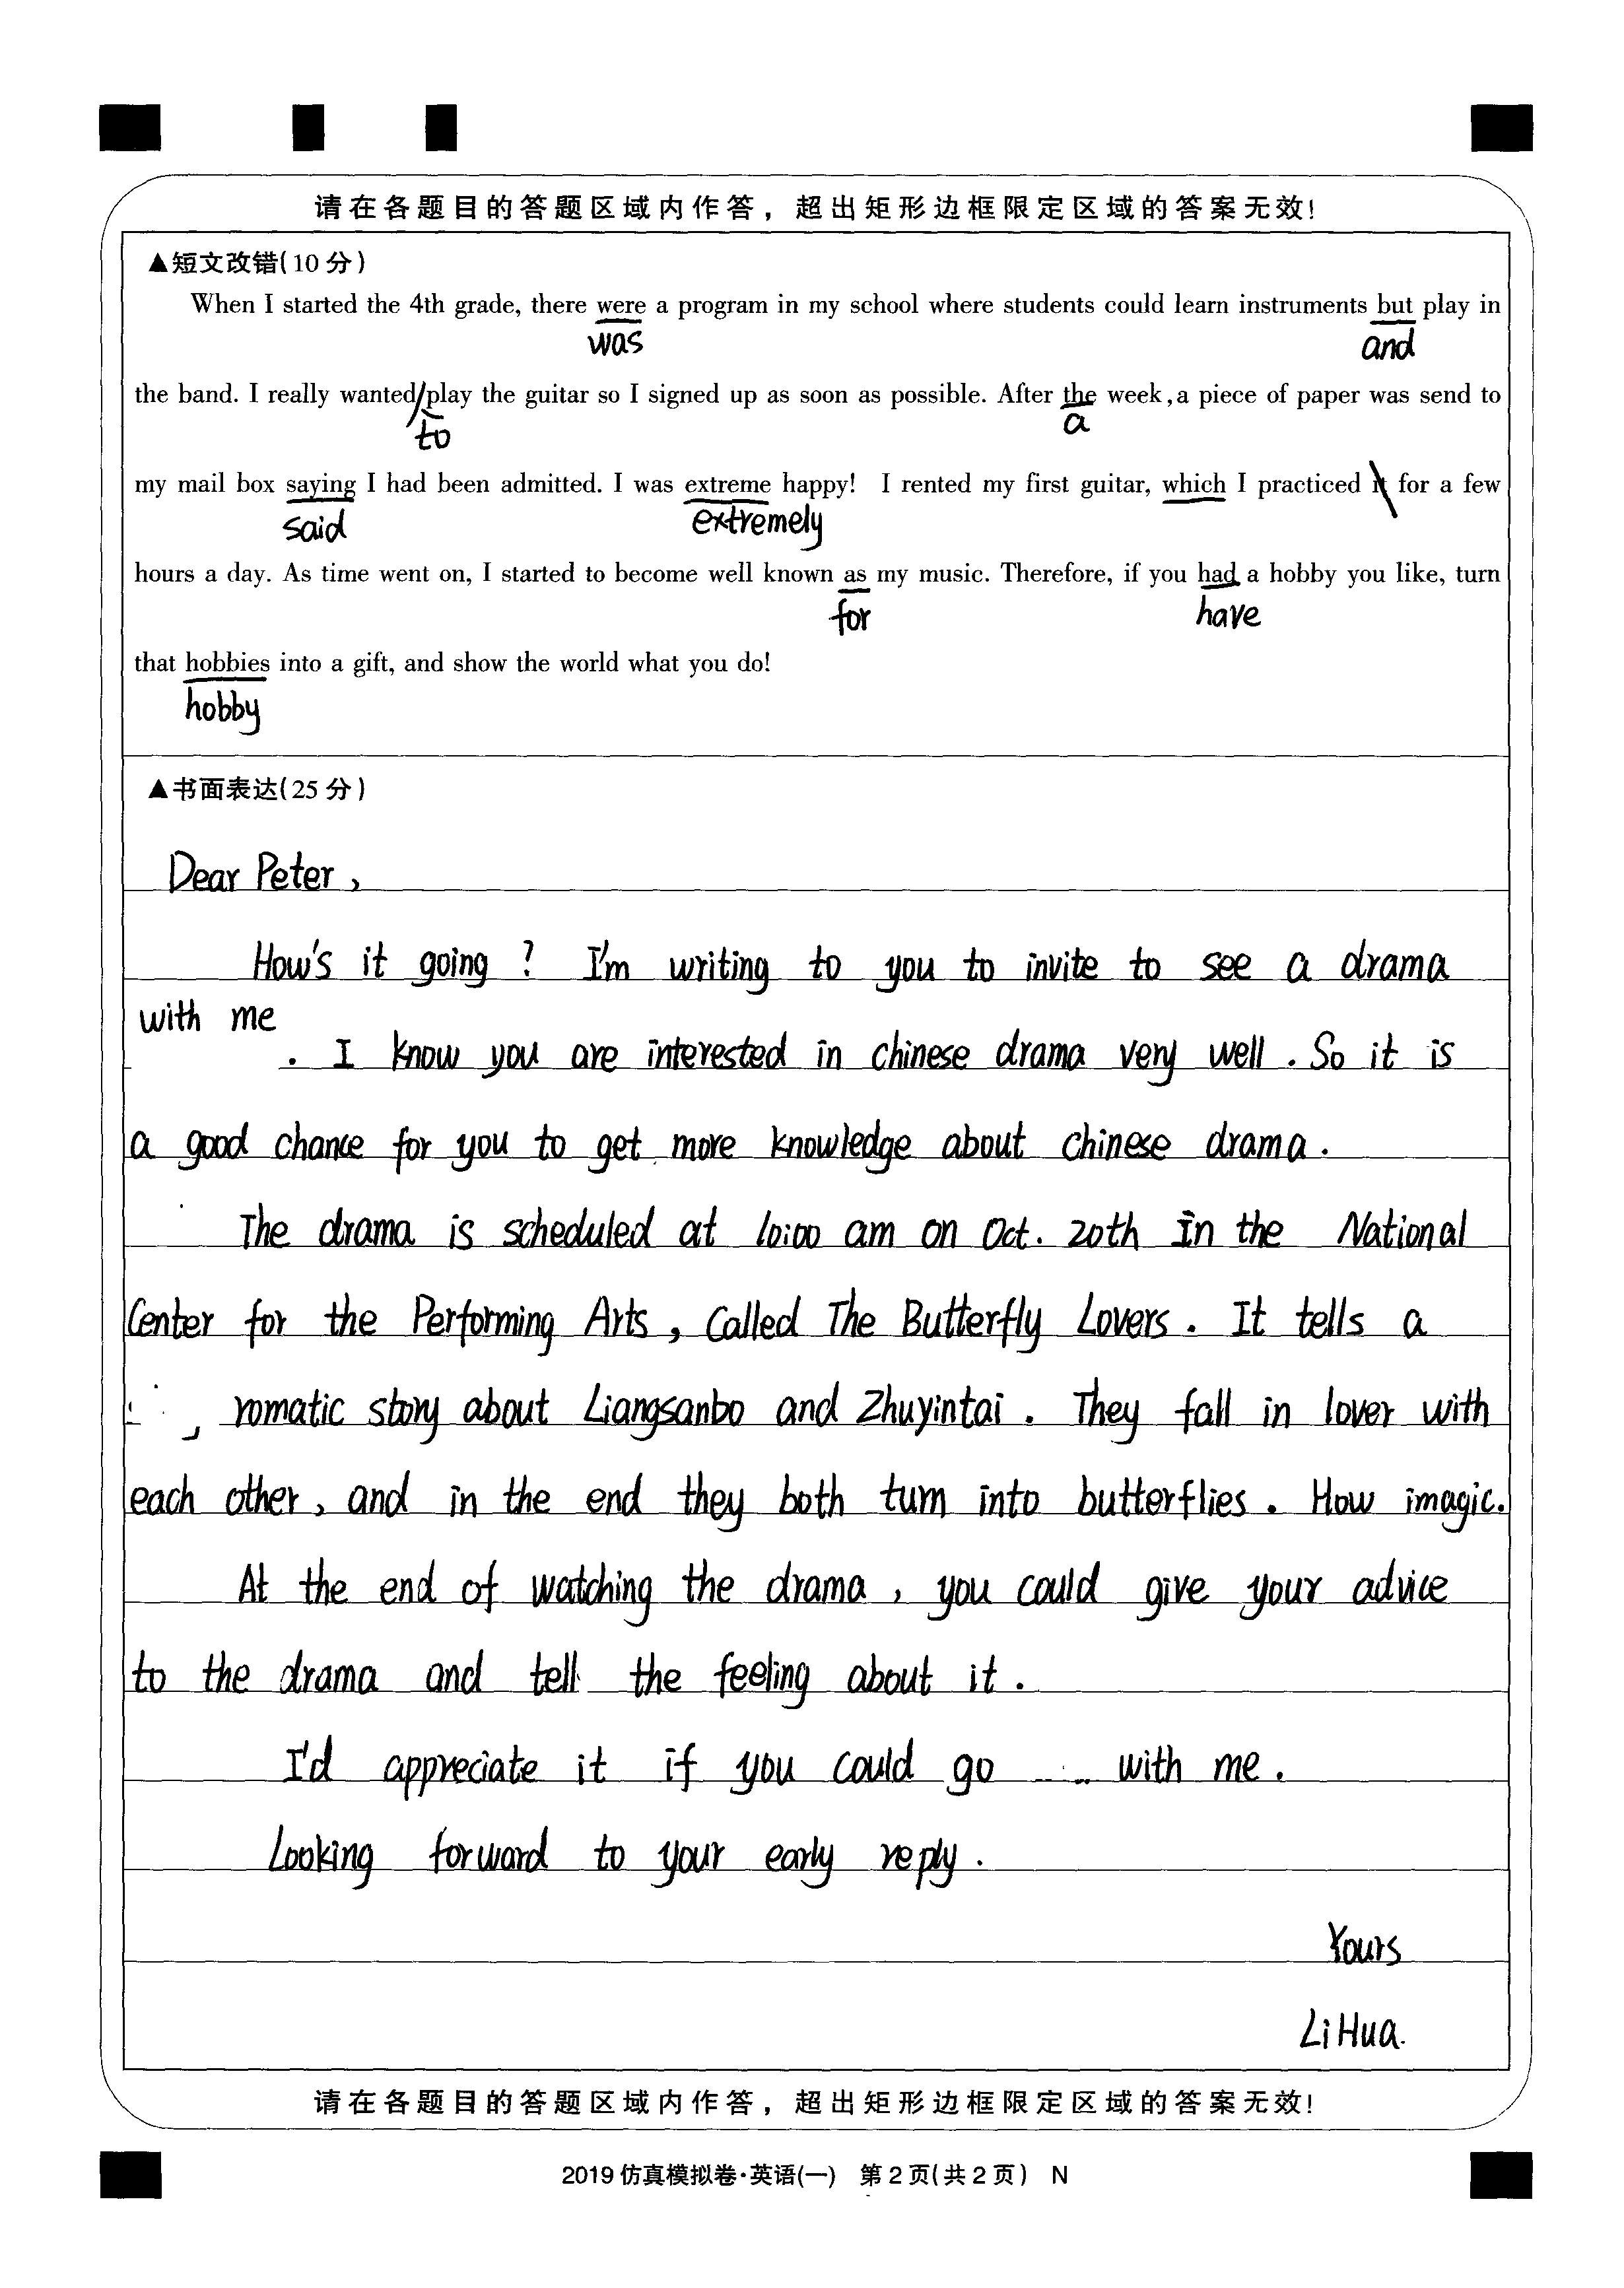 请在各题目的答题区域内作答，超出矩形边框限定区域的答案无效！
▲短文改错(10分)
When I started the 4th grade, there were a program in my school where students could learn instruments but play in
was and
the band. I really wanted play the guitar so I signed up as soon as possible. After the week, a piece of paper was send to
to a
my mail box saying I had been admitted. I was extreme happy! I rented my first guitar, which I practiced it for a few
said extremely
hours a day. As time went on, I started to become well known as my music. Therefore, if you had a hobby you like, turn
for have
that hobbies into a gift, and show the world what you do!
hobby
▲书面表达(25分)
Dear Peter,
How's it going? I'm writing to you to invite to see a drama
with me
. I know you are interested in chinese drama very well. So it is
a good chance for you to get more knowledge about chinese drama.
The drama is scheduled at 10:00 am on Oct. 20th In the National
Center for the Performing Arts, Called The Butterfly Lovers. It tells a
romatic story about Liangsanbo and Zhuyintai. They fall in lover with
each other, and in the end they both turn into butterflies. How imagic.
At the end of watching the drama, you could give your advice
to the drama and tell the feeling about it.
I'd appreciate it if you could go with me.
Looking forward to your early reply.
Yours
Li Hua.
请在各题目的答题区域内作答，超出矩形边框限定区域的答案无效！
2019仿真模拟卷·英语(一) 第2页(共2页) N